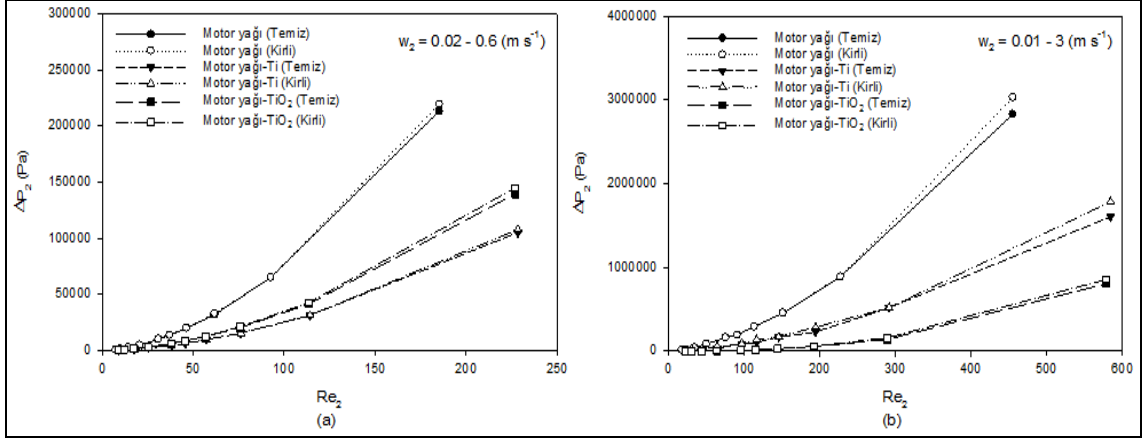 300000
250000
200000
150000
100000
50000
0
ΔP₂ (Pa)
Motor yağı (Temiz)
Motor yağı (Kirli)
Motor yağı-Ti (Temiz)
Motor yağı-Ti (Kirli)
Motor yağı-TiO₂ (Temiz)
Motor yağı-TiO₂ (Kirli)
w₂ = 0.02 - 0.6 (m s⁻¹)
0 50 100 150 200 250
Re₂
(a)
4000000
3000000
2000000
1000000
0
ΔP₂ (Pa)
Motor yağı (Temiz)
Motor yağı (Kirli)
Motor yağı-Ti (Temiz)
Motor yağı-Ti (Kirli)
Motor yağı-TiO₂ (Temiz)
Motor yağı-TiO₂ (Kirli)
w₂ = 0.01 - 3 (m s⁻¹)
0 100 200 300 400 500 600
Re₂
(b)